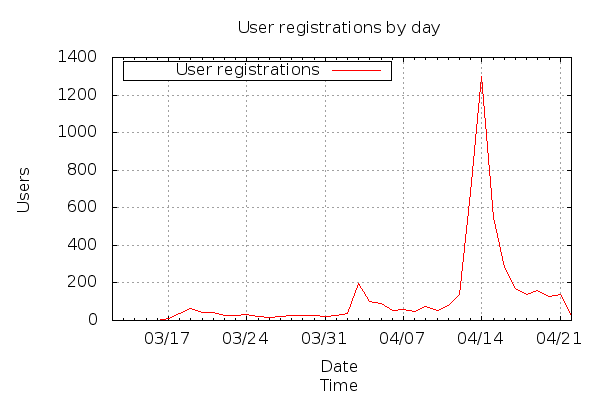 User registrations by day
1400
1200
1000
800
600
400
200
0
Users
User registrations
03/17 03/24 03/31 04/07 04/14 04/21
Date
Time